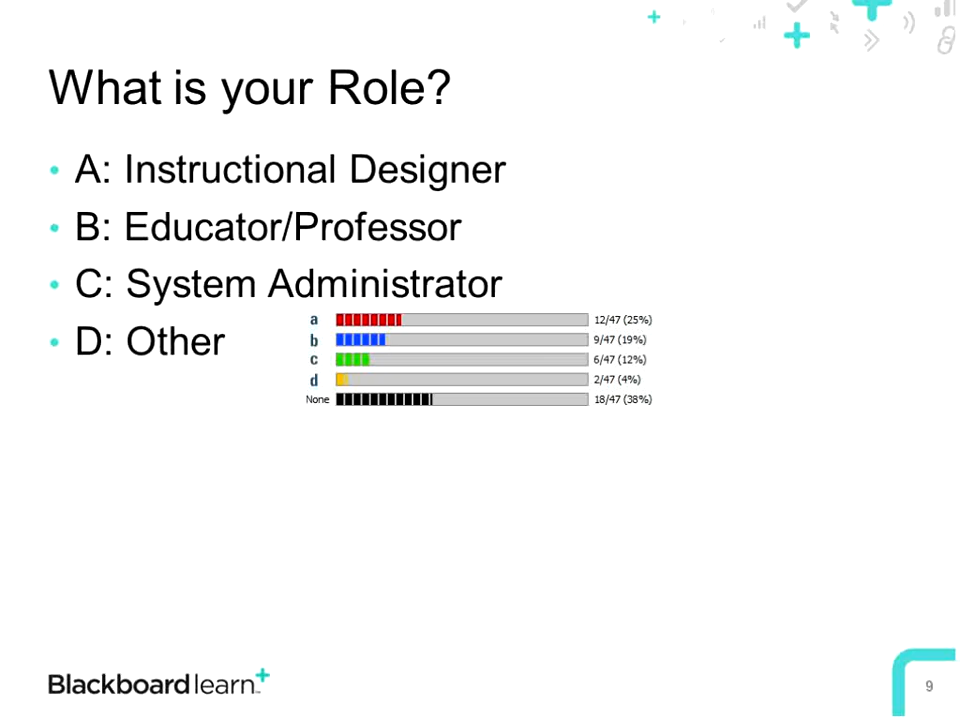 What is your Role?
• A: Instructional Designer
• B: Educator/Professor
• C: System Administrator
• D: Other
a 12/47 (25%)
b 9/47 (19%)
c 6/47 (12%)
d 2/47 (4%)
None 18/47 (38%)
Blackboard learn+
9